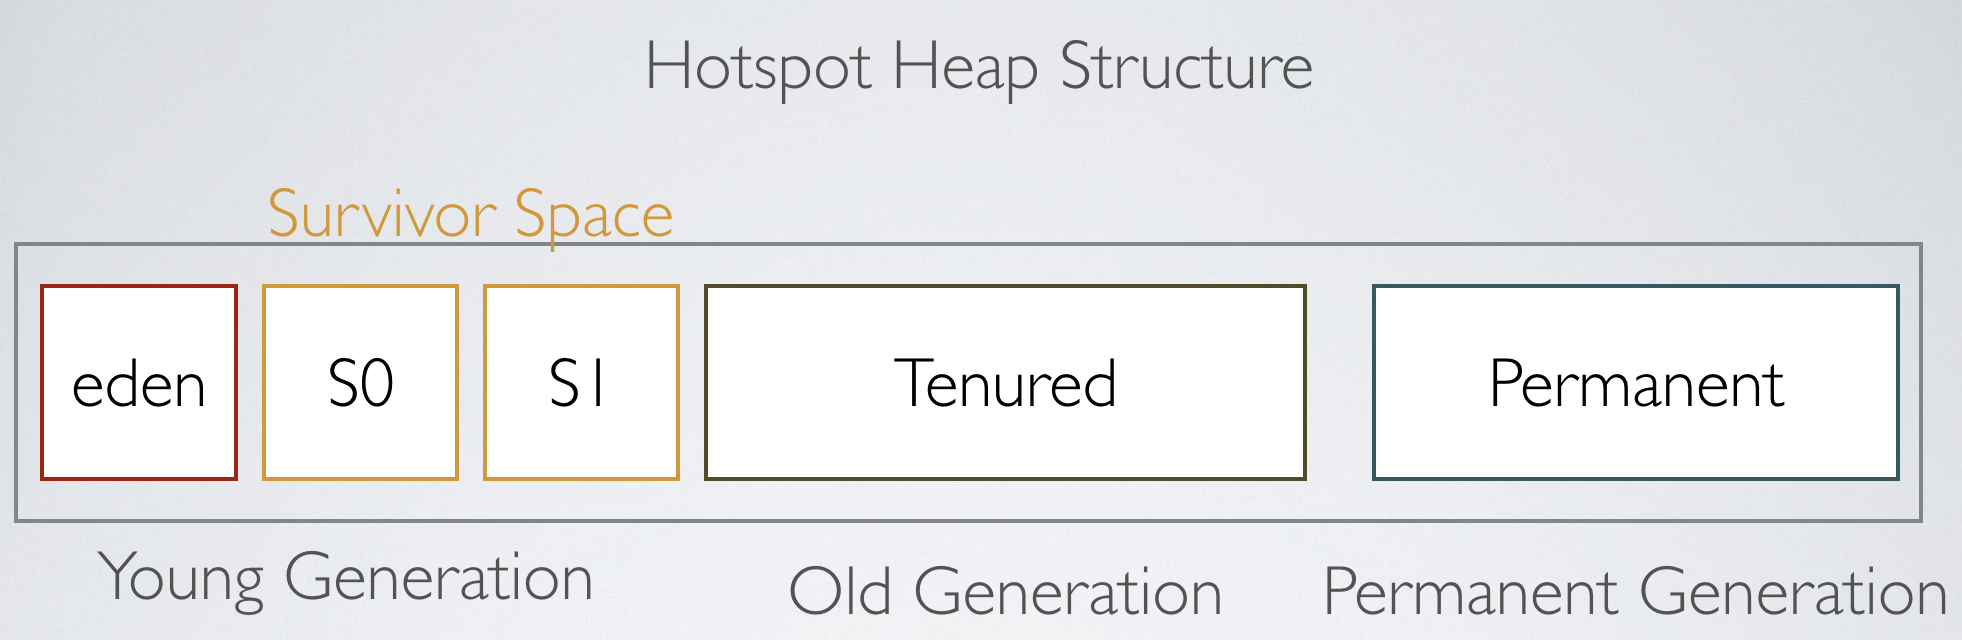 Hotspot Heap Structure
Survivor Space
eden S0 S1 Tenured Permanent
Young Generation Old Generation Permanent Generation